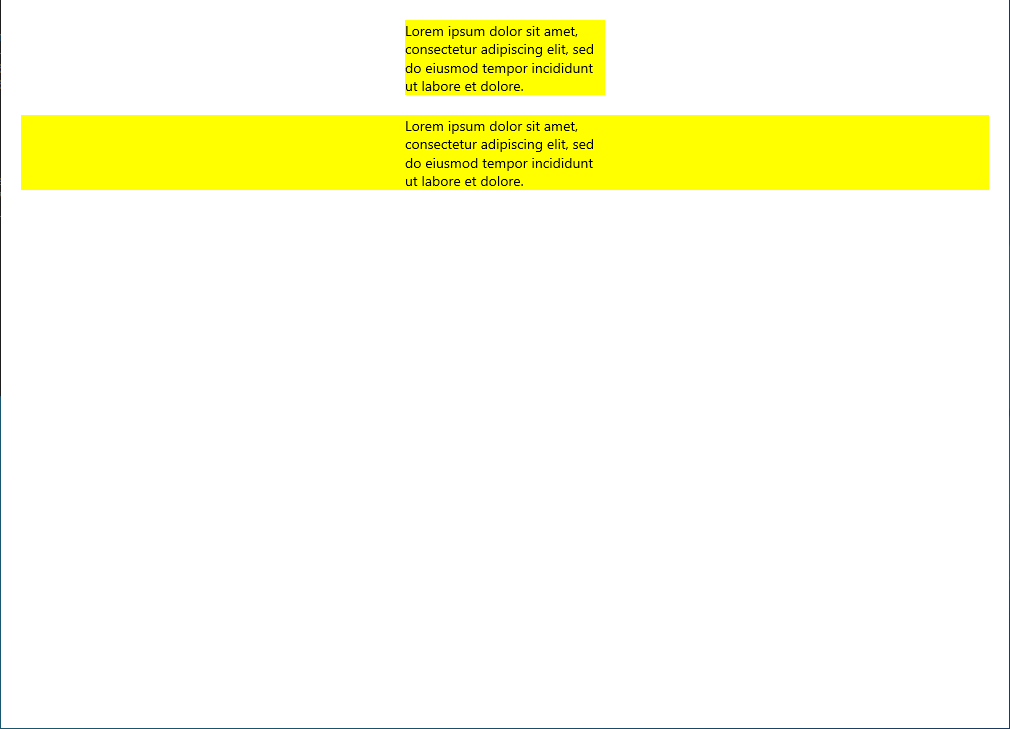 Lorem ipsum dolor sit amet,
consectetur adipiscing elit, sed
do eiusmod tempor incididunt
ut labore et dolore.
Lorem ipsum dolor sit amet,
consectetur adipiscing elit, sed
do eiusmod tempor incididunt
ut labore et dolore.